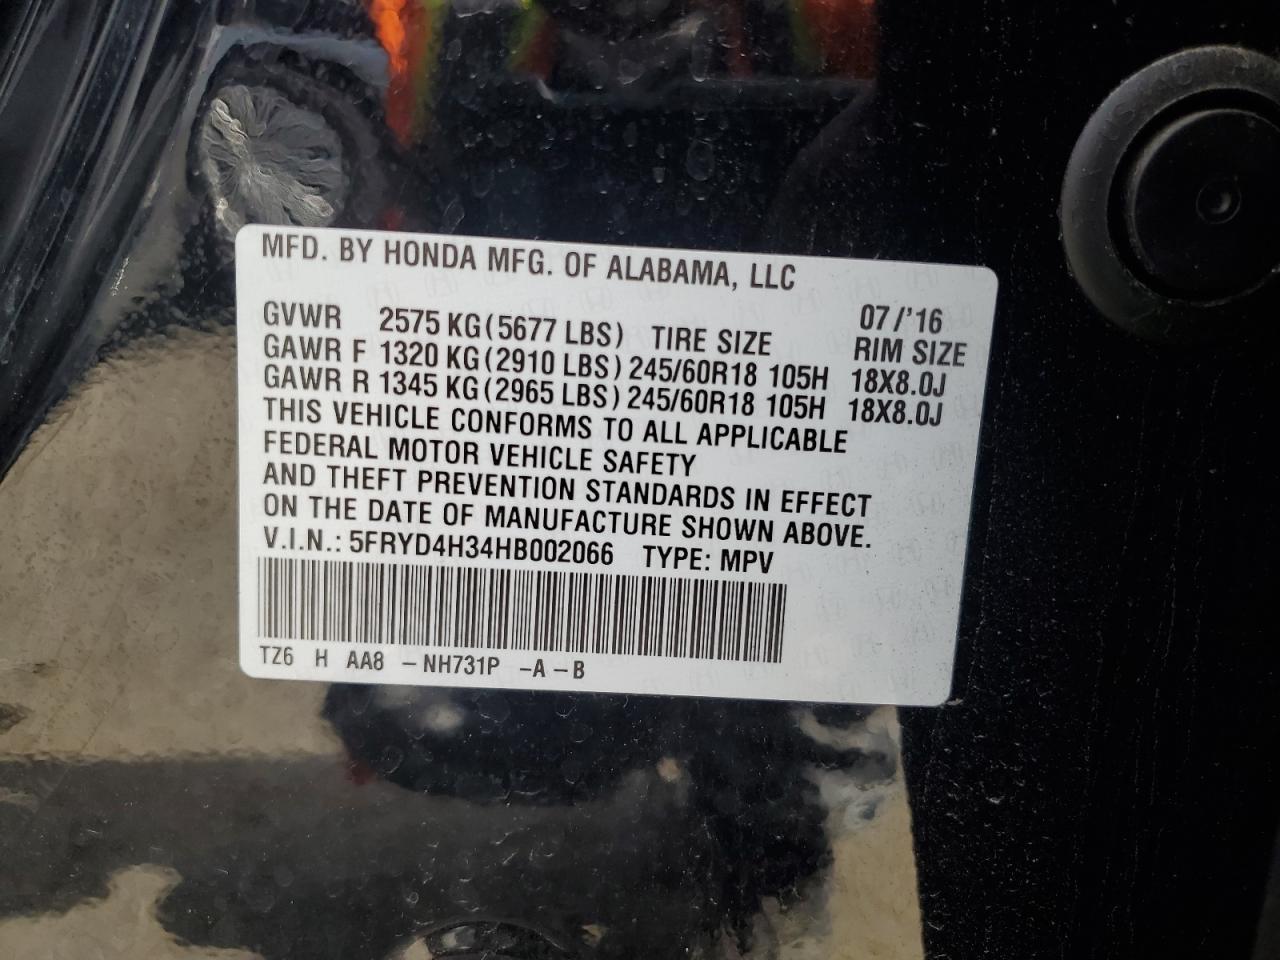 MFD. BY HONDA MFG. OF ALABAMA, LLC
07/'16
GVWR 2575 KG(5677 LBS) TIRE SIZE RIM SIZE
GAWR F 1320 KG(2910 LBS) 245/60R18 105H 18X8.0J
GAWR R 1345 KG(2965 LBS) 245/60R18 105H 18X8.0J
THIS VEHICLE CONFORMS TO ALL APPLICABLE
FEDERAL MOTOR VEHICLE SAFETY
AND THEFT PREVENTION STANDARDS IN EFFECT
ON THE DATE OF MANUFACTURE SHOWN ABOVE.
V.I.N.: 5FRYD4H34HB002066 TYPE: MPV
TZ6 H AA8 -NH731P -A-B